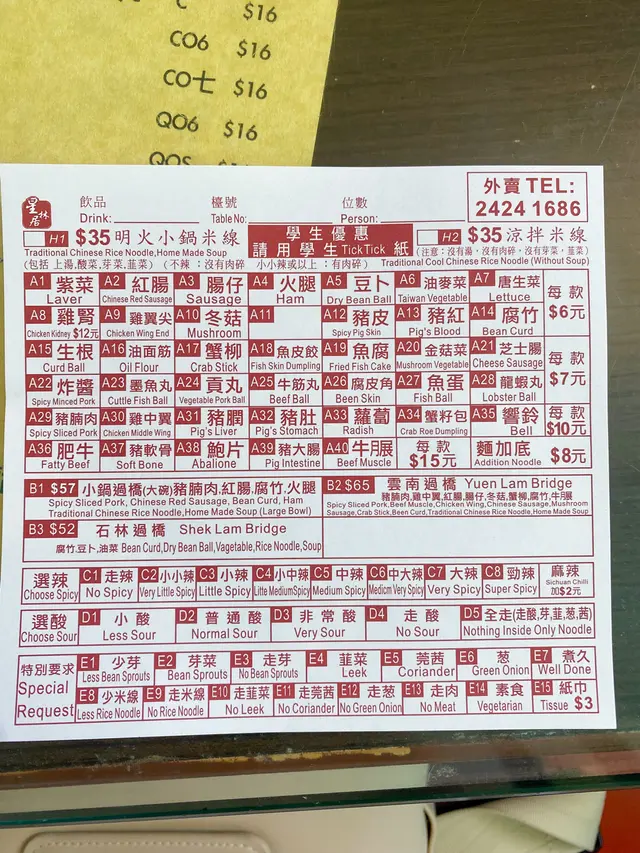 C $16
CO6 $16
CO七 $16
QO6 $16
QOS
星林居
飲品 檯號 位數
Drink: Table No: Person:
外賣 TEL:
2424 1686
H1 $35 明火小鍋米線
Traditional Chinese Rice Noodle,Home Made Soup
學生優惠
請用學生TickTick 紙
H2 $35 涼拌米線
(注意:沒有湯,沒有肉碎,沒有芽菜,韮菜)
(包括 上湯,酸菜,芽菜,韮菜) (不辣:沒有肉碎 小小辣或以上:有肉碎) Traditional Cool Chinese Rice Noodle (Without Soup)
A1 紫菜 A2 紅腸 A3 腸仔 A4 火腿 A5 豆卜 A6 油麥菜 A7 唐生菜 每款
Laver Chinese Red Sausage Sausage Ham Dry Bean Ball Taiwan Vegetable Lettuce $6元
A8 雞腎 A9 雞翼尖 A10 冬菇 A11 A12 豬皮 A13 豬紅 A14 腐竹
Chicken Kidney $12元 Chicken Wing End Mushroom Spicy Pig Skin Pig's Blood Bean Curd
A15 生根 A16 油面筋 A17 蟹柳 A18 魚皮餃 A19 魚腐 A20 金菇菜 A21 芝士腸 每款
Curd Ball Oil Flour Crab Stick Fish Skin Dumpling Fried Fish Cake Mushroom Vegetable Cheese Sausage $7元
A22 炸醬 A23 墨魚丸 A24 貢丸 A25 牛筋丸 A26 腐皮角 A27 魚蛋 A28 龍蝦丸
Spicy Minced Pork Cuttle Fish Ball Vegetable Pork Ball Beef Ball Been Skin Fish Ball Lobster Ball
A29 豬腩肉 A30 雞中翼 A31 豬膶 A32 豬肚 A33 蘿蔔 A34 蟹籽包 A35 響鈴 每款
Spicy Sliced Pork Chicken Middle Wing Pig's Liver Pig's Stomach Radish Crab Roe Dumpling Bell $10元
A36 肥牛 A37 豬軟骨 A38 鮑片 A39 豬大腸 A40 牛𦟌 每款 麵加底 $8元
Fatty Beef Soft Bone Abalione Pig Intestine Beef Muscle $15元 Addition Noodle
B1 $57 小鍋過橋(大碗)豬腩肉,紅腸,腐竹,火腿
Spicy Sliced Pork, Chinese Red Sausage, Bean Curd, Ham
Traditional Chinese Rice Noodle,Home Made Soup (Large Bowl)
B2 $65 雲南過橋 Yuen Lam Bridge
豬腩肉,雞中翼,紅腸,腸仔,冬菇,蟹柳,腐竹,牛𦟌
Spicy Sliced Pork,Beef Muscle,Chicken Wing,Chinese Sausage,Mushroom
Sausage,Crab Stick,Been Curd,Traditional Chinese Rice Noodle,Home Made Soup
B3 $52 石林過橋 Shek Lam Bridge
腐竹豆卜,油菜 Bean Curd,Dry Bean Ball,Vagetable,Rice Noodle,Soup
選辣 C1 走辣 C2 小小辣 C3 小辣 C4 小中辣 C5 中辣 C6 中大辣 C7 大辣 C8 勁辣 麻辣
Choose Spicy No Spicy Very Little Spicy Little Spicy Litte MediumSpicy Medium Spicy Medicm Very Spicy Very Spicy Super Spicy Sichuan Chilli
加$2元
選酸 D1 小酸 D2 普通酸 D3 非常酸 D4 走酸 D5 全走(走酸,芽,韮,葱,茜)
Choose Sour Less Sour Normal Sour Very Sour No Sour Nothing Inside Only Noodle
特別要求 E1 少芽 E2 芽菜 E3 走芽 E4 韮菜 E5 莞茜 E6 葱 E7 煮久
Special Less Bean Sprouts Bean Sprouts No Bean Sprouts Leek Coriander Green Onion Well Done
Request E8 少米線 E9 走米線 E10 走韮菜 E11 走莞茜 E12 走葱 E13 走肉 E14 素食 E15 紙巾
Less Rice Noodle No Rice Noodle No Leek No Coriander No Green Onion No Meat Vegetarian Tissue $3